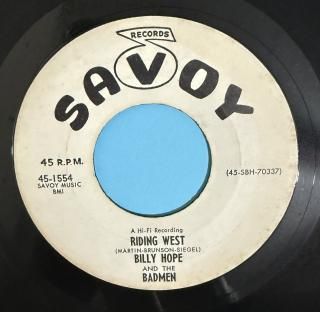 RECORDS
SAVOY
45 R.P.M.
45-1554
SAVOY MUSIC
BMI
(45-SBH-70337)
A Hi-Fi Recording
RIDING WEST
(MARTIN-BRUNSON-SIEGEL)
BILLY HOPE
AND THE
BADMEN